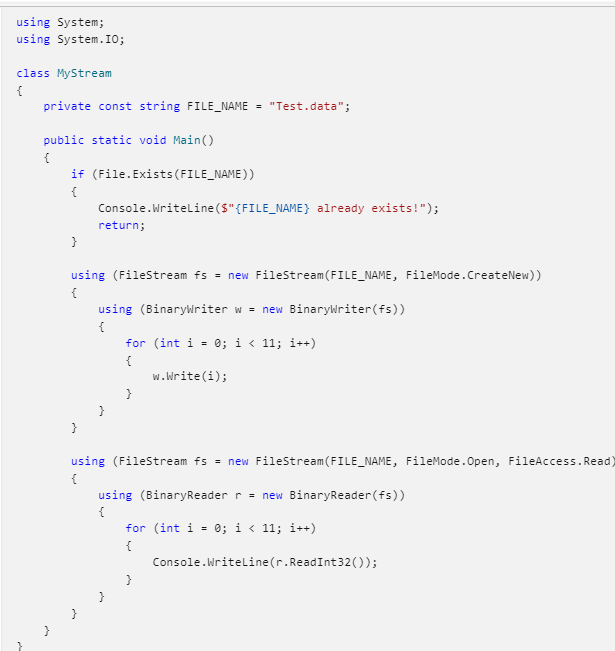 using System;
using System.IO;

class MyStream
{
    private const string FILE_NAME = "Test.data";

    public static void Main()
    {
        if (File.Exists(FILE_NAME))
        {
            Console.WriteLine($"{FILE_NAME} already exists!");
            return;
        }

        using (FileStream fs = new FileStream(FILE_NAME, FileMode.CreateNew))
        {
            using (BinaryWriter w = new BinaryWriter(fs))
            {
                for (int i = 0; i < 11; i++)
                {
                    w.Write(i);
                }
            }
        }

        using (FileStream fs = new FileStream(FILE_NAME, FileMode.Open, FileAccess.Read)
        {
            using (BinaryReader r = new BinaryReader(fs))
            {
                for (int i = 0; i < 11; i++)
                {
                    Console.WriteLine(r.ReadInt32());
                }
            }
        }
    }
}